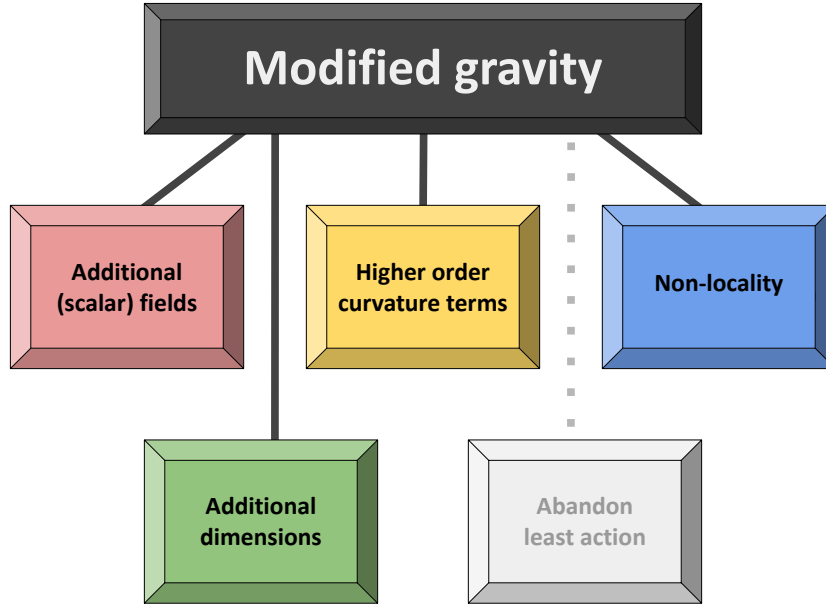 Modified gravity
Additional
(scalar) fields
Higher order
curvature terms
Non-locality
Additional
dimensions
Abandon
least action